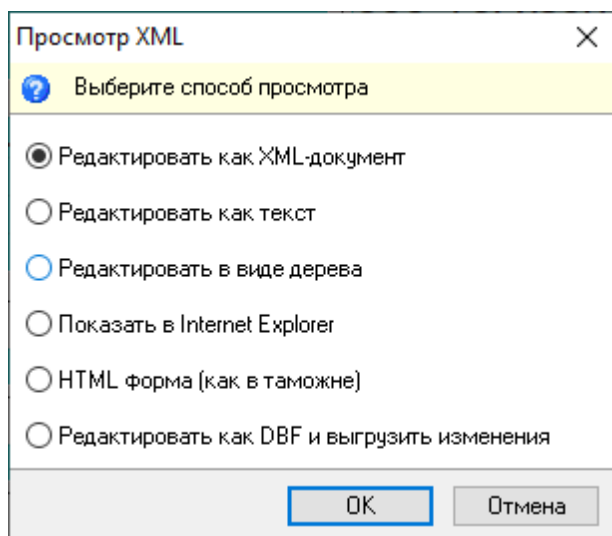 Просмотр XML
Выберите способ просмотра
Редактировать как XML-документ
Редактировать как текст
Редактировать в виде дерева
Показать в Internet Explorer
HTML форма (как в таможне)
Редактировать как DBF и выгрузить изменения
OK
Отмена